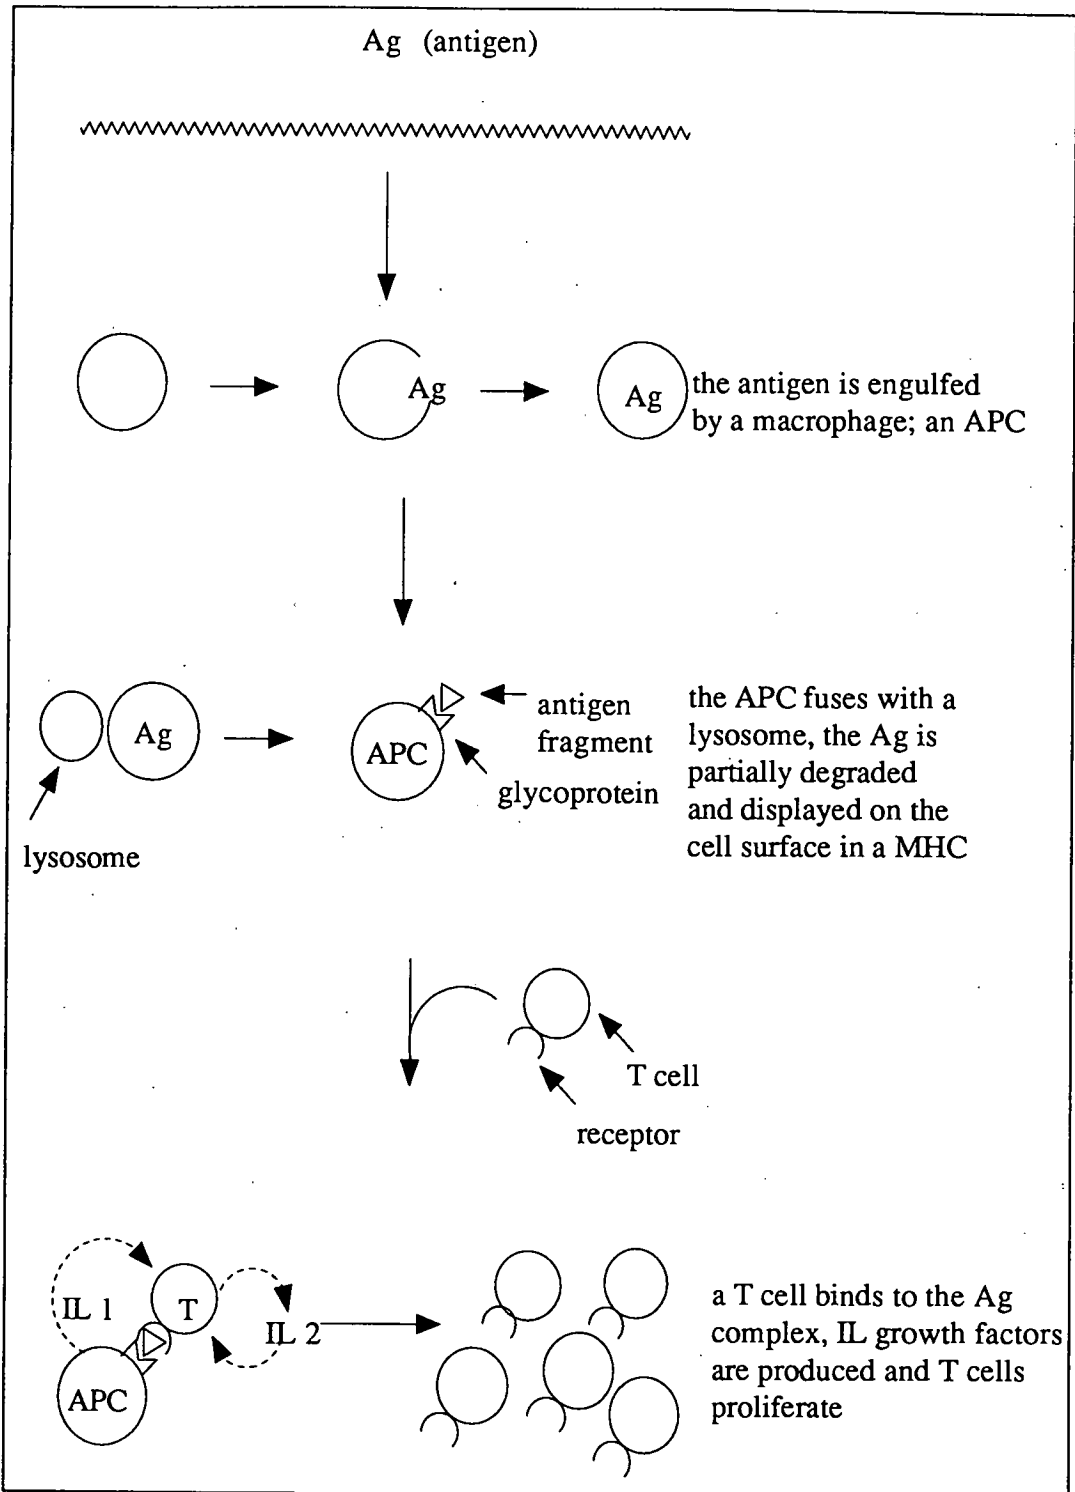 Ag (antigen)
Ag
Ag
the antigen is engulfed
by a macrophage; an APC
Ag
lysosome
APC
antigen
fragment
glycoprotein
the APC fuses with a
lysosome, the Ag is
partially degraded
and displayed on the
cell surface in a MHC
T cell
receptor
IL 1
T
IL 2
APC
a T cell binds to the Ag
complex, IL growth factors
are produced and T cells
proliferate